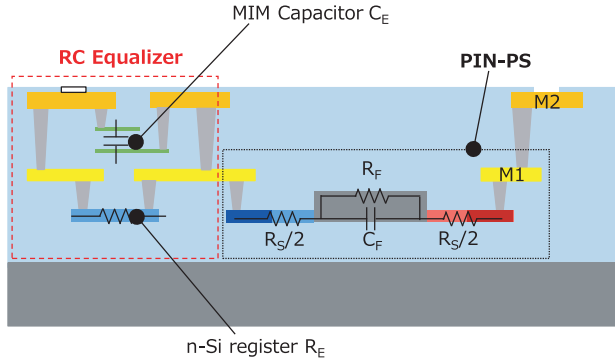 MIM Capacitor C_E
RC Equalizer
PIN-PS
M2
M1
R_F
R_S/2
C_F
R_S/2
n-Si register R_E